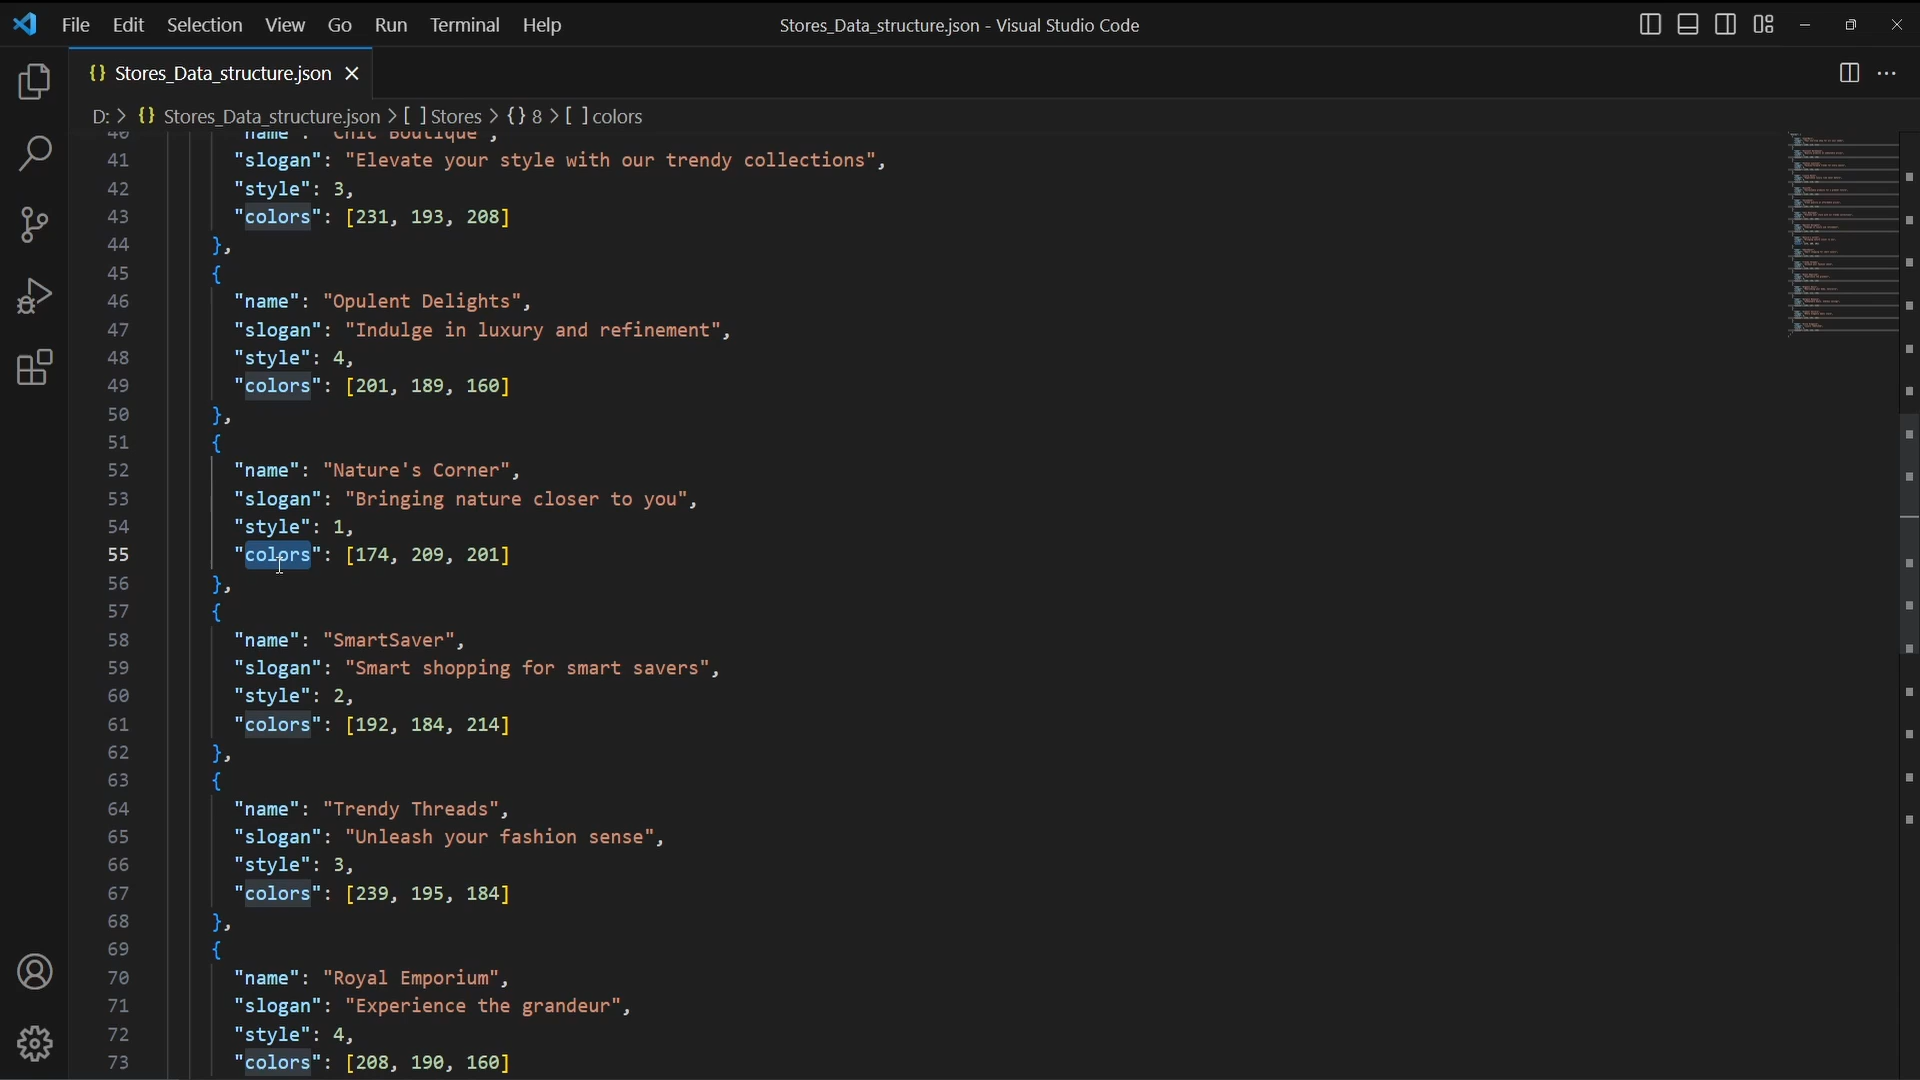 File Edit Selection View Go Run Terminal Help Stores_Data_structure.json - Visual Studio Code
{} Stores_Data_structure.json
D: > {} Stores_Data_structure.json > [ ] Stores > {} 8 > [ ] colors
40 "name": "Chic Boutique",
41 "slogan": "Elevate your style with our trendy collections",
42 "style": 3,
43 "colors": [231, 193, 208]
44 },
45 {
46 "name": "Opulent Delights",
47 "slogan": "Indulge in luxury and refinement",
48 "style": 4,
49 "colors": [201, 189, 160]
50 },
51 {
52 "name": "Nature's Corner",
53 "slogan": "Bringing nature closer to you",
54 "style": 1,
55 "colors": [174, 209, 201]
56 },
57 {
58 "name": "SmartSaver",
59 "slogan": "Smart shopping for smart savers",
60 "style": 2,
61 "colors": [192, 184, 214]
62 },
63 {
64 "name": "Trendy Threads",
65 "slogan": "Unleash your fashion sense",
66 "style": 3,
67 "colors": [239, 195, 184]
68 },
69 {
70 "name": "Royal Emporium",
71 "slogan": "Experience the grandeur",
72 "style": 4,
73 "colors": [208, 190, 160]